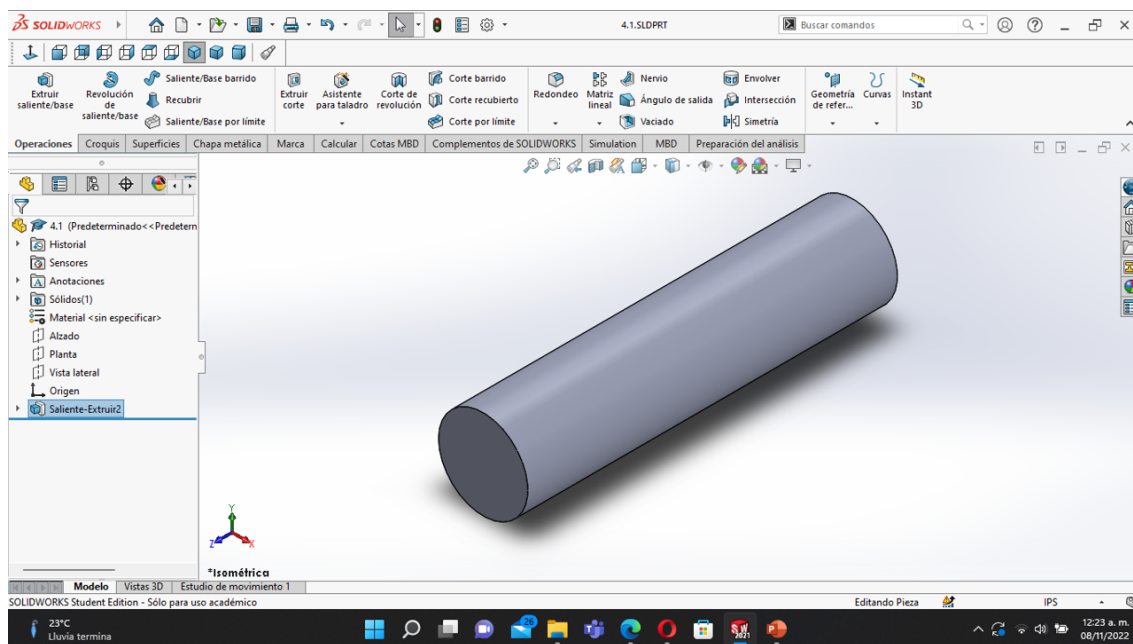 SOLIDWORKS
4.1.SLDPRT
Buscar comandos
Extruir saliente/base
Revolución de saliente/base
Saliente/Base barrido
Recubrir
Saliente/Base por límite
Extruir corte
Asistente para taladro
Corte de revolución
Corte barrido
Corte recubierto
Corte por límite
Redondeo
Matriz lineal
Nervio
Ángulo de salida
Vaciado
Envolver
Intersección
Simetría
Geometría de refer...
Curvas
Instant 3D
Operaciones Croquis Superficies Chapa metálica Marca Calcular Cotas MBD Complementos de SOLIDWORKS Simulation MBD Preparación del análisis
4.1 (Predeterminado<<Predetern
Historial
Sensores
Anotaciones
Sólidos(1)
Material <sin especificar>
Alzado
Planta
Vista lateral
Origen
Saliente-Extruir2
Y
Z
X
*Isométrica
Modelo Vistas 3D Estudio de movimiento 1
SOLIDWORKS Student Edition - Sólo para uso académico
Editando Pieza
IPS
23°C
Lluvia termina
26
SW
2021
12:23 a. m.
08/11/2022